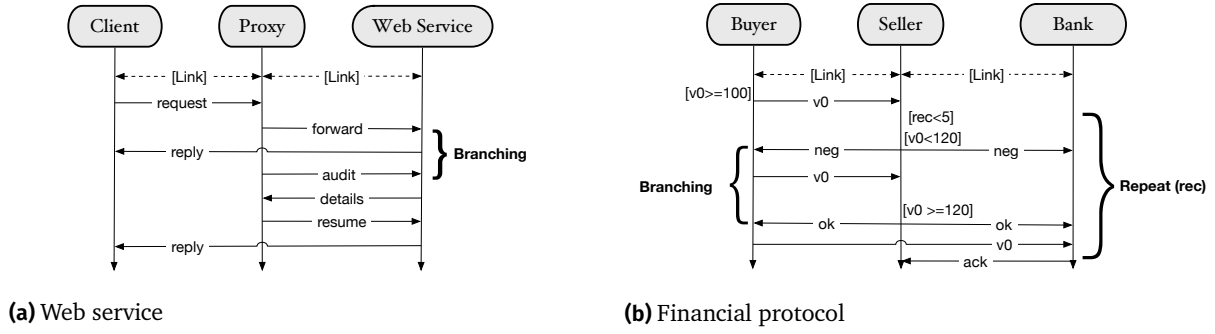 Client Proxy Web Service
[Link] [Link]
request
forward
reply
Branching
audit
details
resume
reply
(a) Web service
Buyer Seller Bank
[Link] [Link]
[v0>=100] v0
[rec<5]
[v0<120]
neg neg
Branching v0 Repeat (rec)
[v0 >=120]
ok ok
v0
ack
(b) Financial protocol